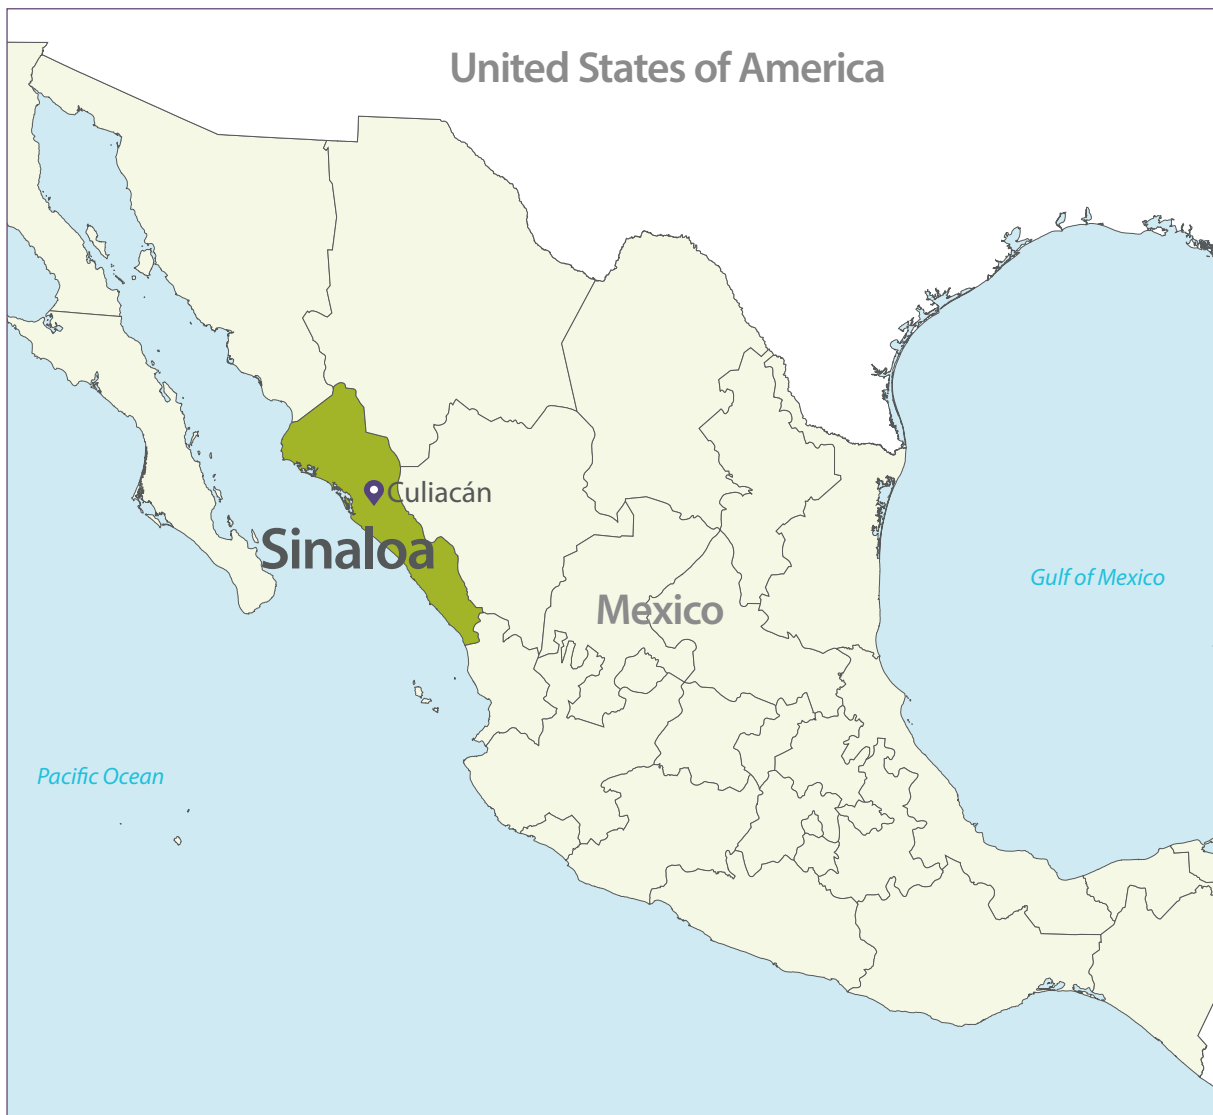 United States of America
Culiacán
Sinaloa
Gulf of Mexico
Mexico
Pacific Ocean